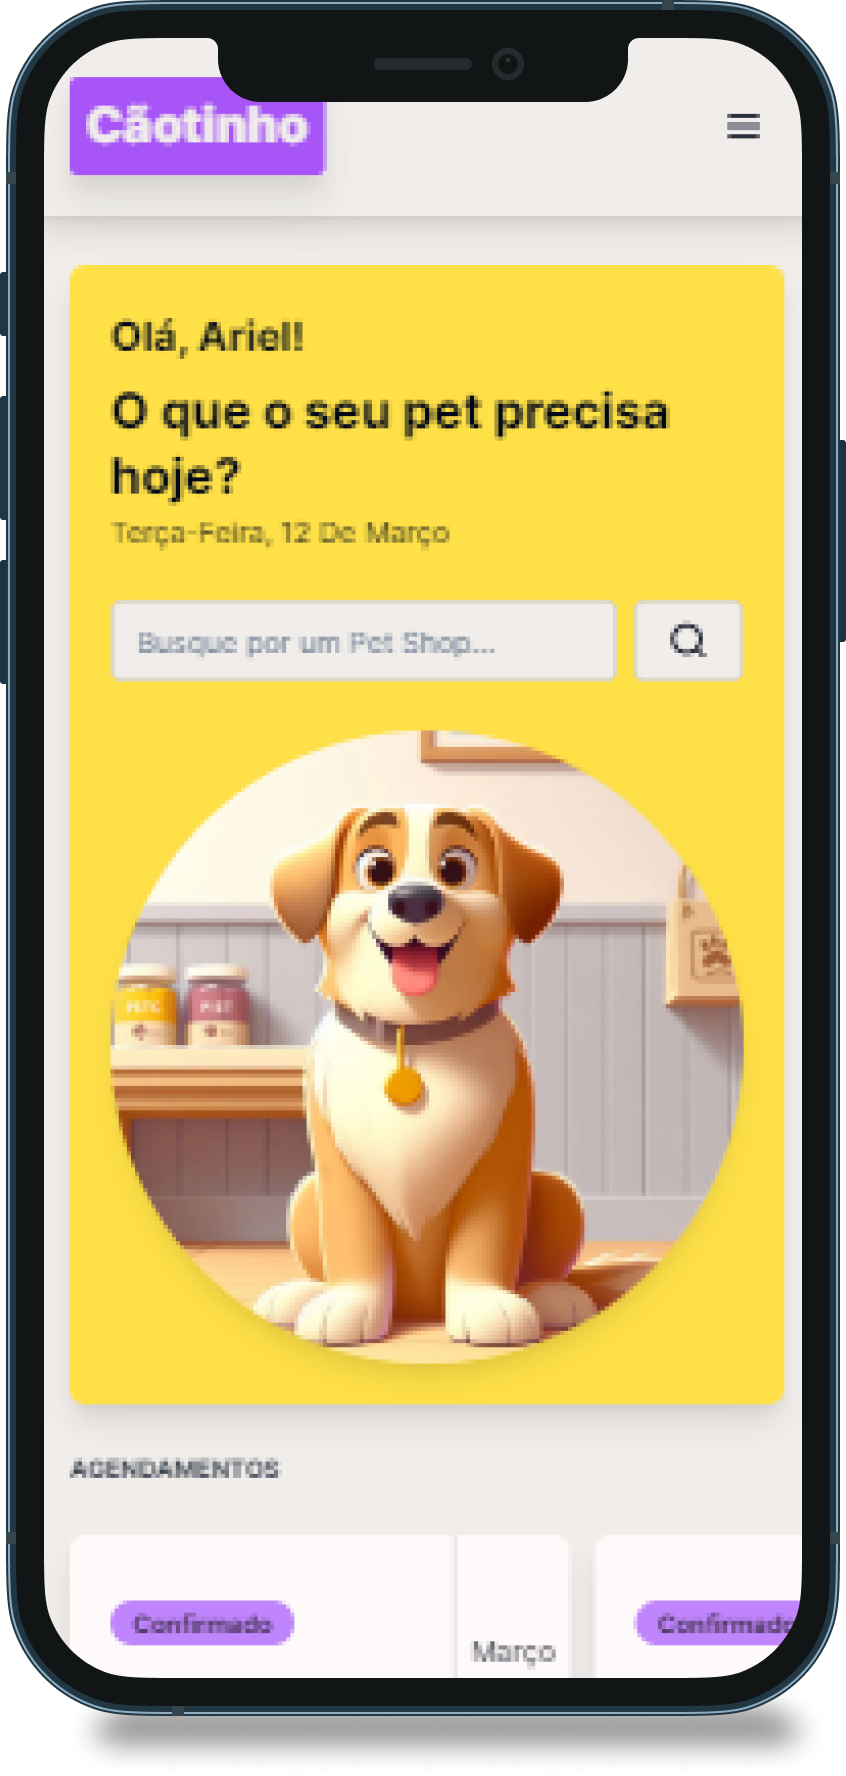 Cãotinho
Olá, Ariel!
O que o seu pet precisa
hoje?
Terça-Feira, 12 De Março
Busque por um Pet Shop...
AGENDAMENTOS
Confirmado
Confirmado
Março